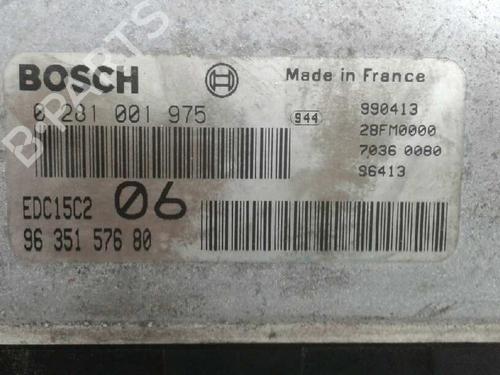 B-PARTS
BOSCH
Made in France
0 281 001 975
944
990413
28FM0000
7036 0080
96413
EDC15C2 06
96 351 576 80